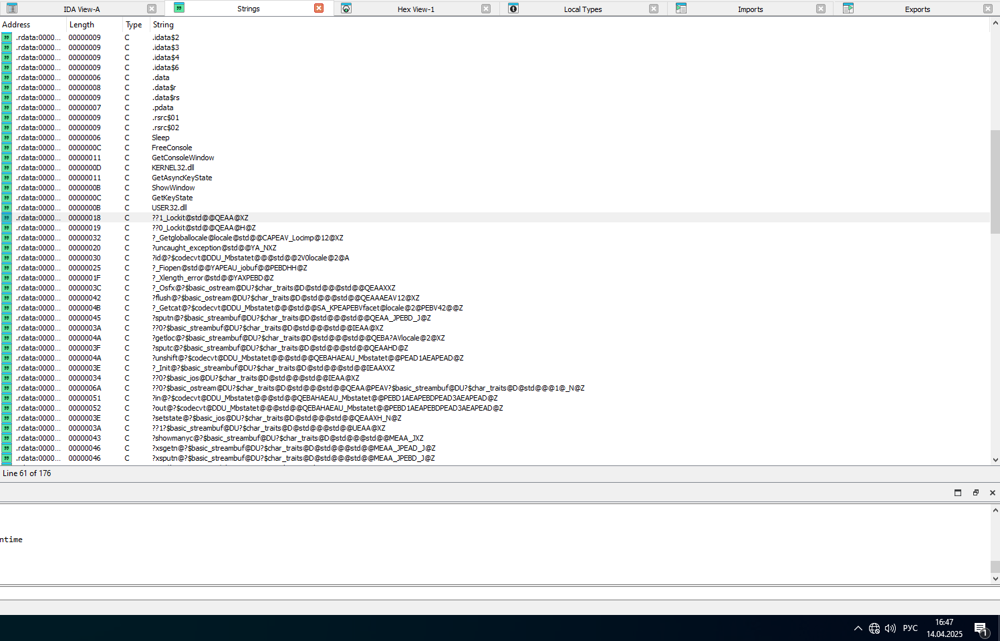 IDA View-A Strings Hex View-1 Local Types Imports Exports
Address Length Type String
.rdata:0000... 00000009 C .idata$2
.rdata:0000... 00000009 C .idata$3
.rdata:0000... 00000009 C .idata$4
.rdata:0000... 00000009 C .idata$6
.rdata:0000... 00000006 C .data
.rdata:0000... 00000008 C .data$r
.rdata:0000... 00000009 C .data$rs
.rdata:0000... 00000007 C .pdata
.rdata:0000... 00000009 C .rsrc$01
.rdata:0000... 00000009 C .rsrc$02
.rdata:0000... 00000006 C Sleep
.rdata:0000... 0000000C C FreeConsole
.rdata:0000... 00000011 C GetConsoleWindow
.rdata:0000... 0000000D C KERNEL32.dll
.rdata:0000... 00000011 C GetAsyncKeyState
.rdata:0000... 0000000B C ShowWindow
.rdata:0000... 0000000C C GetKeyState
.rdata:0000... 0000000B C USER32.dll
.rdata:0000... 00000018 C ??1_Lockit@std@@QEAA@XZ
.rdata:0000... 00000019 C ??0_Lockit@std@@QEAA@H@Z
.rdata:0000... 00000032 C ?_Getgloballocale@locale@std@@CAPEAV_Locimp@12@XZ
.rdata:0000... 00000020 C ?uncaught_exception@std@@YA_NXZ
.rdata:0000... 00000030 C ?id@?$codecvt@DDU_Mbstatet@@@std@@2V0locale@2@A
.rdata:0000... 00000025 C ?_Fiopen@std@@YAPEAU_iobuf@@PEBDHH@Z
.rdata:0000... 0000001F C ?_Xlength_error@std@@YAXPEBD@Z
.rdata:0000... 0000003C C ?_Osfx@?$basic_ostream@DU?$char_traits@D@std@@@std@@QEAAXXZ
.rdata:0000... 00000042 C ?flush@?$basic_ostream@DU?$char_traits@D@std@@@std@@QEAAAEAV12@XZ
.rdata:0000... 0000004B C ?_Getcat@?$codecvt@DDU_Mbstatet@@@std@@SA_KPEAPEBVfacet@locale@2@PEBV42@@Z
.rdata:0000... 00000045 C ?sputn@?$basic_streambuf@DU?$char_traits@D@std@@@std@@QEAA_JPEBD_J@Z
.rdata:0000... 0000003A C ??0?$basic_streambuf@DU?$char_traits@D@std@@@std@@IEAA@XZ
.rdata:0000... 0000004A C ?getloc@?$basic_streambuf@DU?$char_traits@D@std@@@std@@QEBA?AVlocale@2@XZ
.rdata:0000... 0000003F C ?sputc@?$basic_streambuf@DU?$char_traits@D@std@@@std@@QEAAHD@Z
.rdata:0000... 0000004A C ?unshift@?$codecvt@DDU_Mbstatet@@@std@@QEBAHAEAU_Mbstatet@@PEAD1AEAPEAD@Z
.rdata:0000... 0000003E C ?_Init@?$basic_streambuf@DU?$char_traits@D@std@@@std@@IEAAXXZ
.rdata:0000... 00000034 C ??0?$basic_ios@DU?$char_traits@D@std@@@std@@IEAA@XZ
.rdata:0000... 0000006A C ??0?$basic_ostream@DU?$char_traits@D@std@@@std@@QEAA@PEAV?$basic_streambuf@DU?$char_traits@D@std@@@1@_N@Z
.rdata:0000... 00000051 C ?in@?$codecvt@DDU_Mbstatet@@@std@@QEBAHAEAU_Mbstatet@@PEBD1AEAPEBDPEAD3AEAPEAD@Z
.rdata:0000... 00000052 C ?out@?$codecvt@DDU_Mbstatet@@@std@@QEBAHAEAU_Mbstatet@@PEBD1AEAPEBDPEAD3AEAPEAD@Z
.rdata:0000... 0000003E C ?setstate@?$basic_ios@DU?$char_traits@D@std@@@std@@QEAAXH_N@Z
.rdata:0000... 0000003A C ??1?$basic_streambuf@DU?$char_traits@D@std@@@std@@UEAA@XZ
.rdata:0000... 00000043 C ?showmanyc@?$basic_streambuf@DU?$char_traits@D@std@@@std@@MEAA_JXZ
.rdata:0000... 00000046 C ?xsgetn@?$basic_streambuf@DU?$char_traits@D@std@@@std@@MEAA_JPEAD_J@Z
.rdata:0000... 00000046 C ?xsputn@?$basic_streambuf@DU?$char_traits@D@std@@@std@@MEAA_JPEBD_J@Z
Line 61 of 176
ntime
РУС
16:47
14.04.2025
1